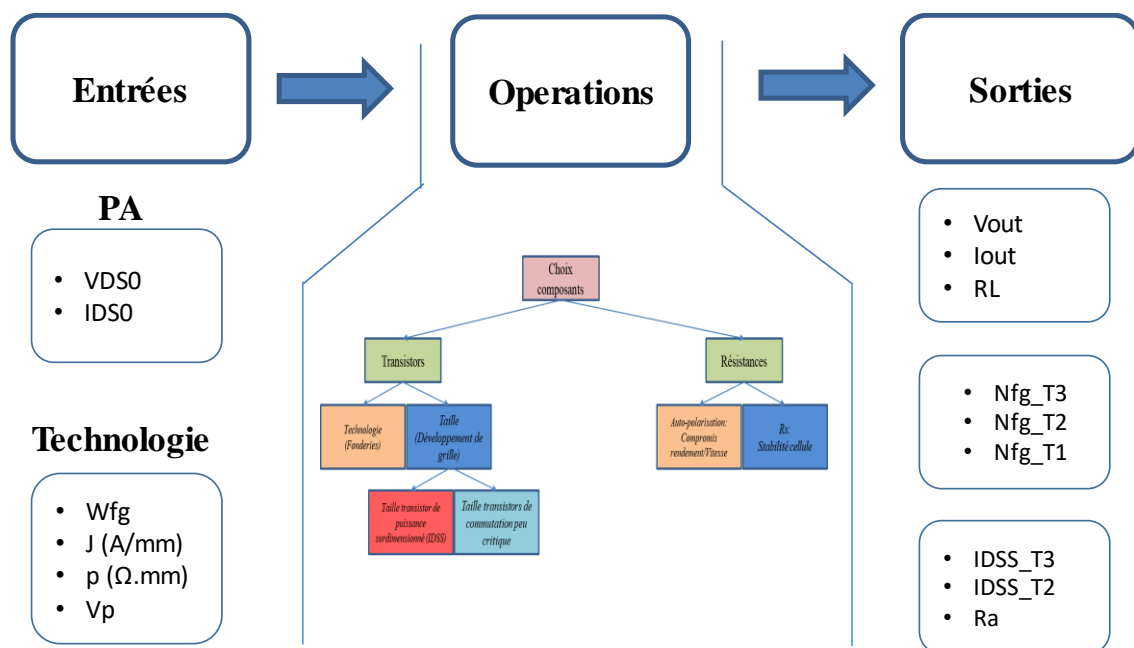 Entrées
Operations
Sorties
PA
• VDS0
• IDS0
Technologie
• Wfg
• J (A/mm)
• p (Ω.mm)
• Vp
Choix
composants
Transistors
Résistances
Technologie
(Fonderies)
Taille
(Développement de
grille)
Auto-polarisation:
Compromis
rendement/Vitesse
Rs:
Stabilité cellule
Taille transistor de
puissance
surdimensionné (IDSS)
Taille transistors de
commutation peu
critique
• Vout
• Iout
• RL
• Nfg_T3
• Nfg_T2
• Nfg_T1
• IDSS_T3
• IDSS_T2
• Ra